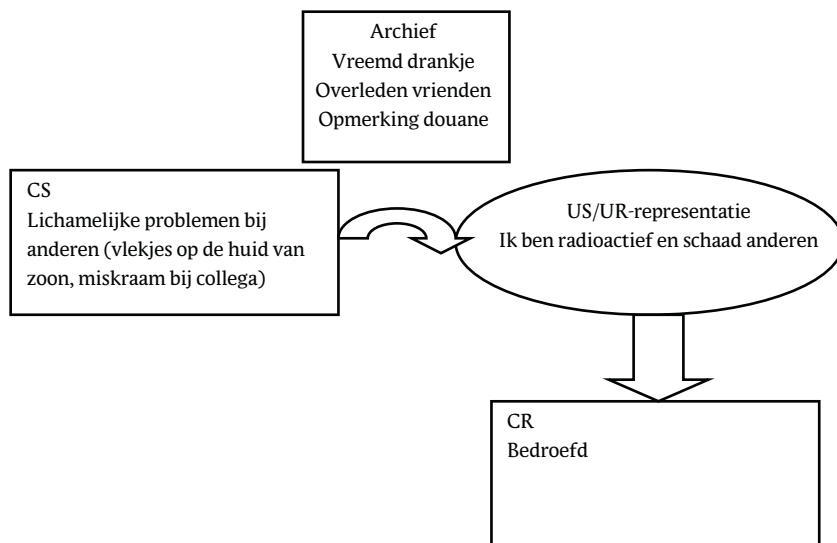 Archief
Vreemd drankje
Overleden vrienden
Opmerking douane
CS
Lichamelijke problemen bij
anderen (vlekjes op de huid van
zoon, miskraam bij collega)
US/UR-representatie
Ik ben radioactief en schaad anderen
CR
Bedroefd